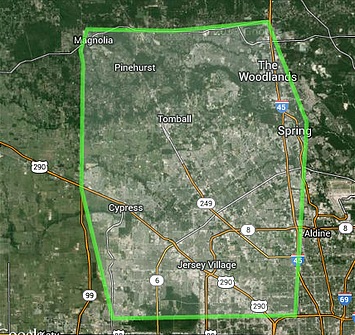 Magnolia
Pinehurst
The
Woodlands
45
Tomball
Spring
290
Cypress
249
8
8
Aldine
Jersey Village
45
6
290
99
290
69